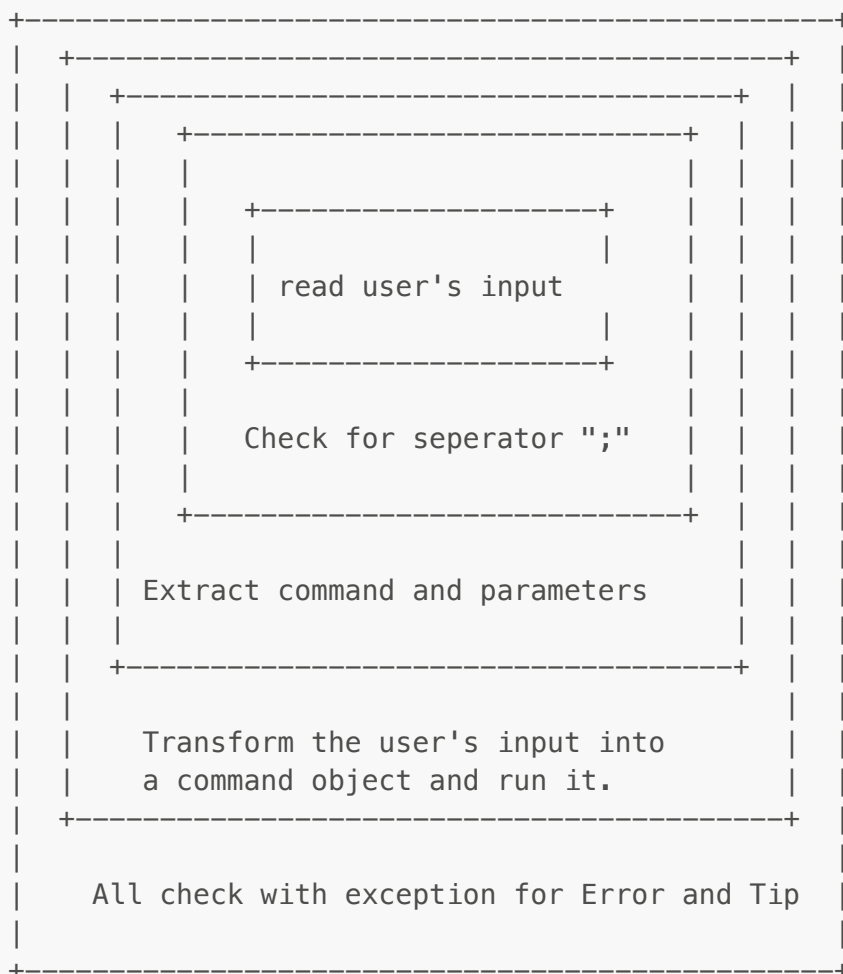 read user's input
Check for seperator ";"
Extract command and parameters
Transform the user's input into
a command object and run it.
All check with exception for Error and Tip